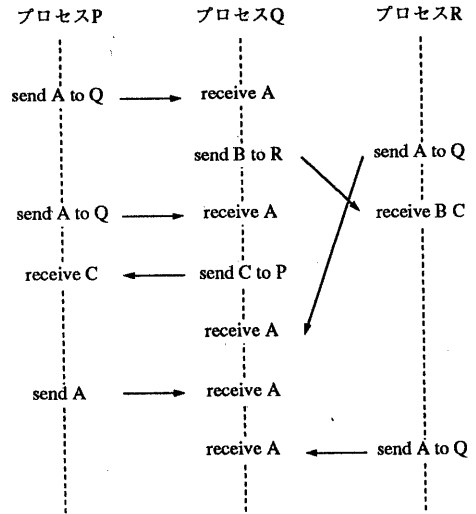 プロセスP プロセスQ プロセスR
send A to Q receive A
send B to R send A to Q
send A to Q receive A receive B C
receive C send C to P
receive A
send A receive A
receive A send A to Q